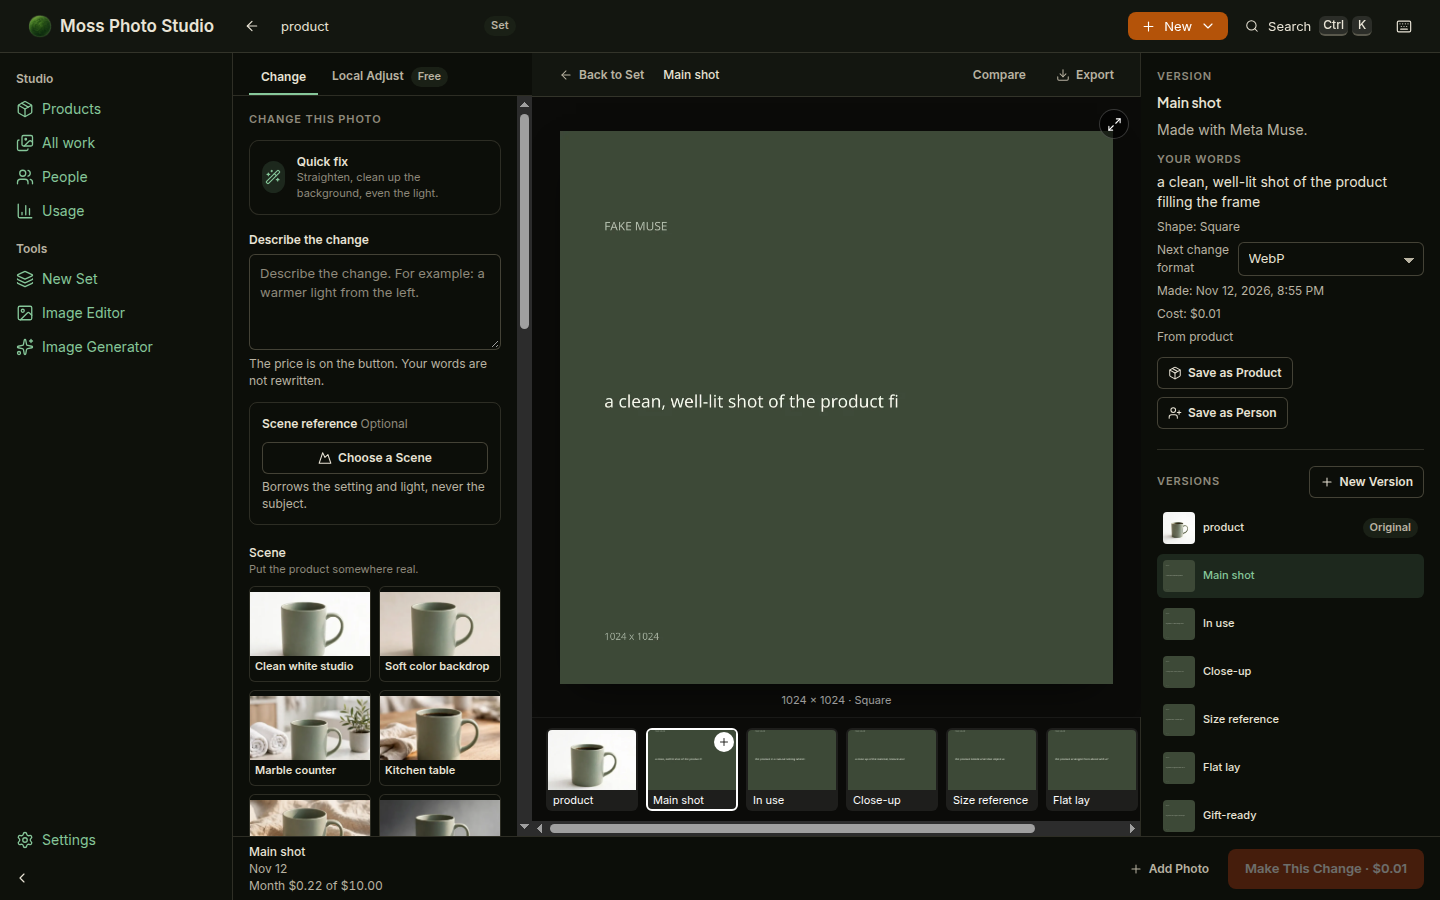 Moss Photo Studio
product
Set
New
Search
Ctrl
K
Studio
Products
All work
People
Usage
Tools
New Set
Image Editor
Image Generator
Settings
Change
Local Adjust
Free
CHANGE THIS PHOTO
Quick fix
Straighten, clean up the
background, even the light.
Describe the change
Describe the change. For example: a
warmer light from the left.
The price is on the button. Your words are
not rewritten.
Scene reference Optional
Choose a Scene
Borrows the setting and light, never the
subject.
Scene
Put the product somewhere real.
Clean white studio
Soft color backdrop
Marble counter
Kitchen table
Back to Set
Main shot
Compare
Export
FAKE MUSE
a clean, well-lit shot of the product fi
1024 x 1024
1024 × 1024 · Square
product
Main shot
In use
Close-up
Size reference
Flat lay
VERSION
Main shot
Made with Meta Muse.
YOUR WORDS
a clean, well-lit shot of the product
filling the frame
Shape: Square
Next change
format
WebP
Made: Nov 12, 2026, 8:55 PM
Cost: $0.01
From product
Save as Product
Save as Person
VERSIONS
New Version
product
Original
Main shot
In use
Close-up
Size reference
Flat lay
Gift-ready
Main shot
Nov 12
Month $0.22 of $10.00
Add Photo
Make This Change · $0.01